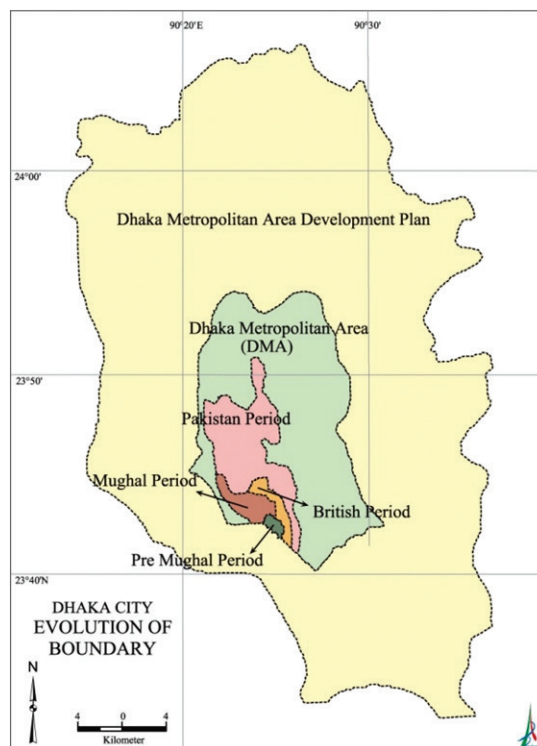 90°20'E
90°30'
24°00'
Dhaka Metropolitan Area Development Plan
Dhaka Metropolitan Area
(DMA)
23°50'
Pakistan Period
Mughal Period
British Period
Pre Mughal Period
23°40'N
DHAKA CITY
EVOLUTION OF
BOUNDARY
N
4 0 4
Kilometer